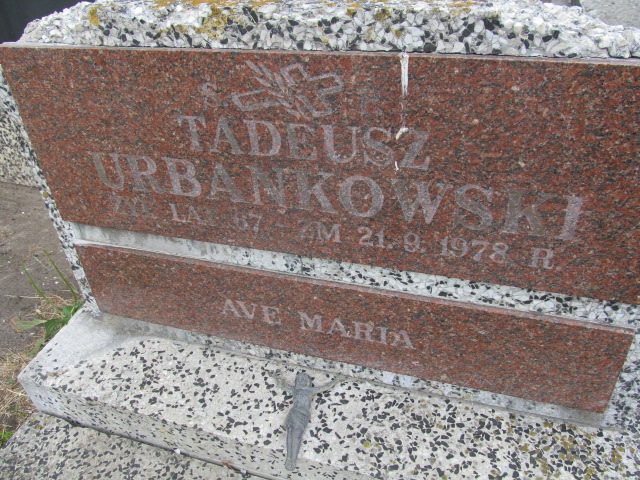 Ś P
TADEUSZ
URBANKOWSKI
ŻYŁ LAT 67 ZM 21.9.1978 R.
AVE MARIA